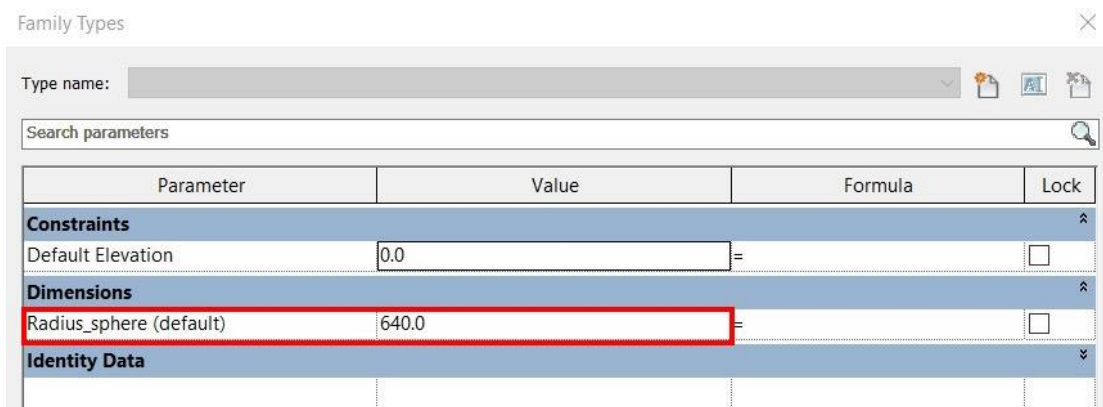 Family Types
Type name:
Search parameters
Parameter Value Formula Lock
Constraints
Default Elevation 0.0 =
Dimensions
Radius_sphere (default) 640.0 =
Identity Data